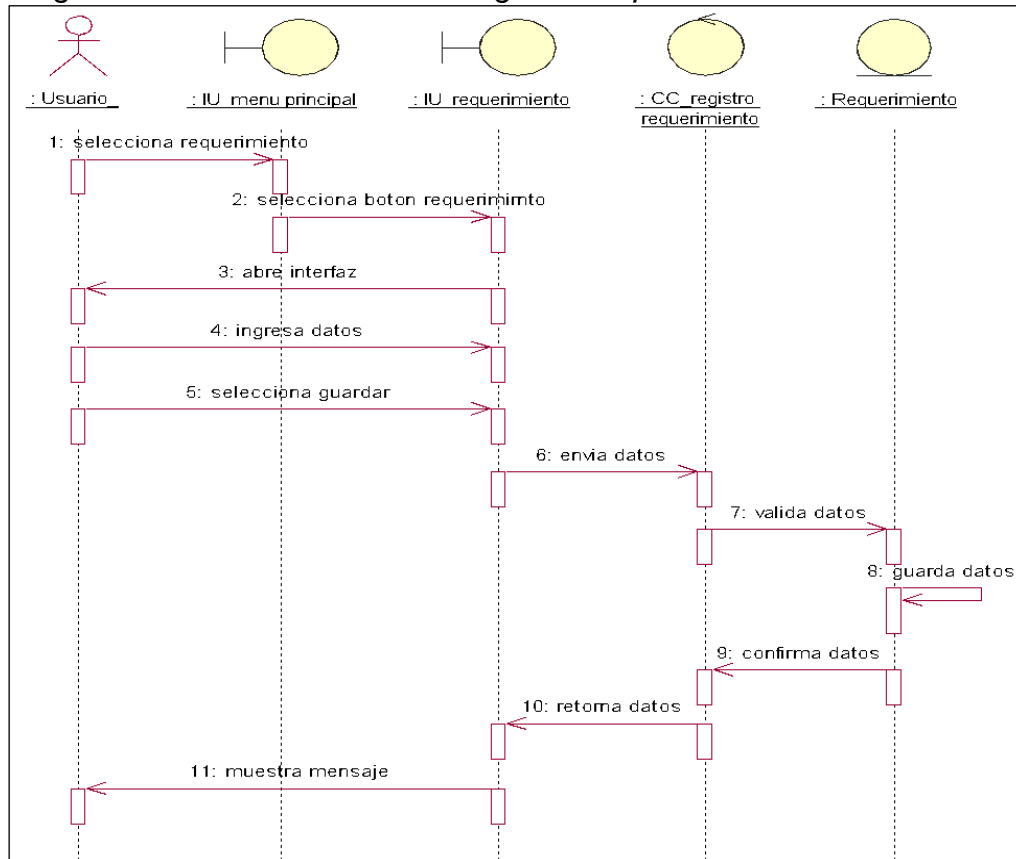 : Usuario_
: IU_menu principal
: IU_requerimiento
: CC_registro
requerimiento
: Requerimiento
1: selecciona requerimiento
2: selecciona boton requerimimto
3: abre interfaz
4: ingresa datos
5: selecciona guardar
6: envia datos
7: valida datos
8: guarda datos
9: confirma datos
10: retorna datos
11: muestra mensaje